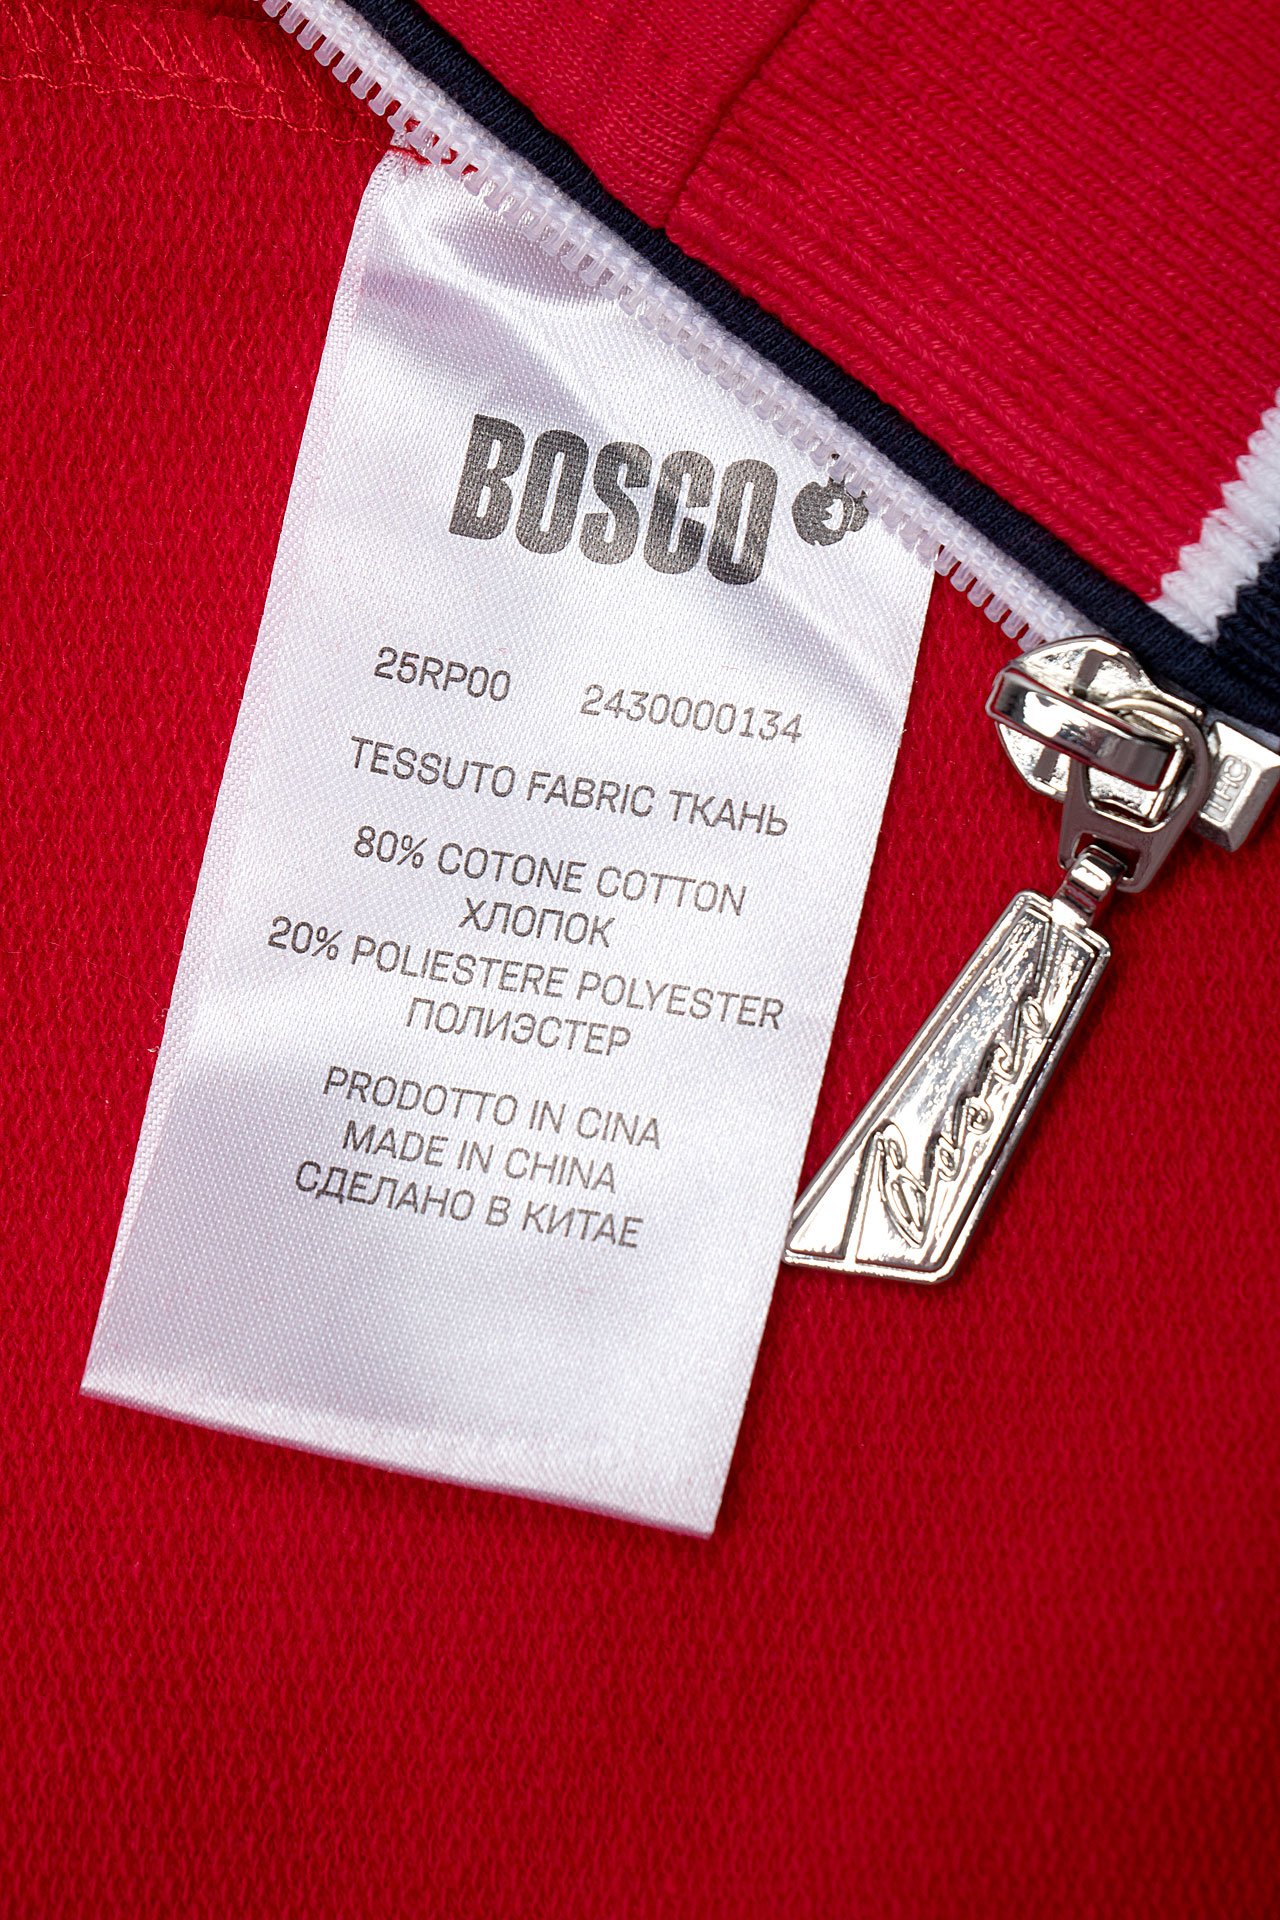 BOSCO
25RP00 2430000134
TESSUTO FABRIC ТКАНЬ
80% COTONE COTTON
ХЛОПОК
20% POLIESTERE POLYESTER
ПОЛИЭСТЕР
PRODOTTO IN CINA
MADE IN CHINA
СДЕЛАНО В КИТАЕ
Bosco